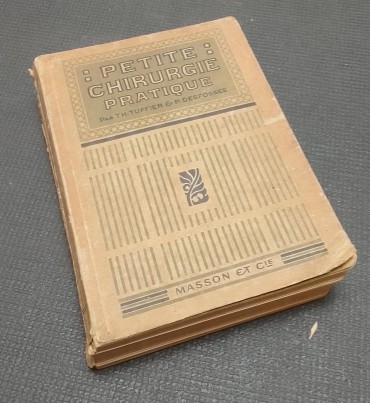 PETITE
CHIRURGIE
PRATIQUE
PAR TH. TUFFIER & P. DESFOSSES
MASSON ET CIE